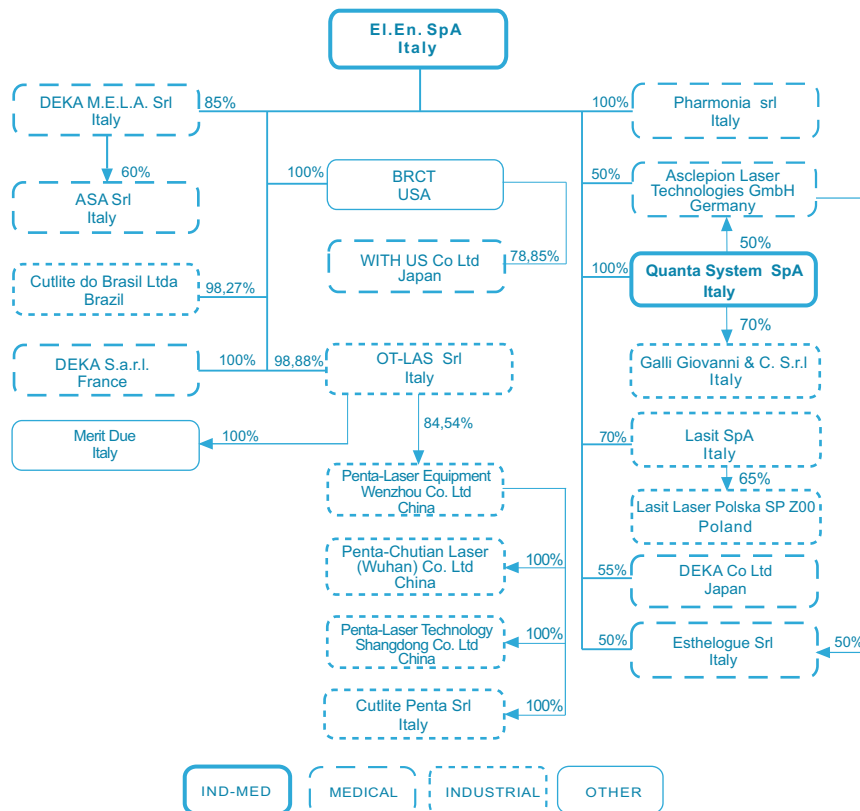 El.En. SpA
Italy
DEKA M.E.L.A. Srl
Italy
85%
100%
Pharmonia srl
Italy
60%
ASA Srl
Italy
100%
BRCT
USA
50%
Asclepion Laser
Technologies GmbH
Germany
WITH US Co Ltd
Japan
78,85%
50%
Cutlite do Brasil Ltda
Brazil
98,27%
100%
Quanta System SpA
Italy
70%
DEKA S.a.r.l.
France
100%
98,88%
OT-LAS Srl
Italy
Galli Giovanni & C. S.r.l
Italy
Merit Due
Italy
100%
84,54%
70%
Lasit SpA
Italy
65%
Penta-Laser Equipment
Wenzhou Co. Ltd
China
Lasit Laser Polska SP Z00
Poland
Penta-Chutian Laser
(Wuhan) Co. Ltd
China
100%
55%
DEKA Co Ltd
Japan
Penta-Laser Technology
Shangdong Co. Ltd
China
100%
50%
Esthelogue Srl
Italy
50%
Cutlite Penta Srl
Italy
100%
IND-MED
MEDICAL
INDUSTRIAL
OTHER